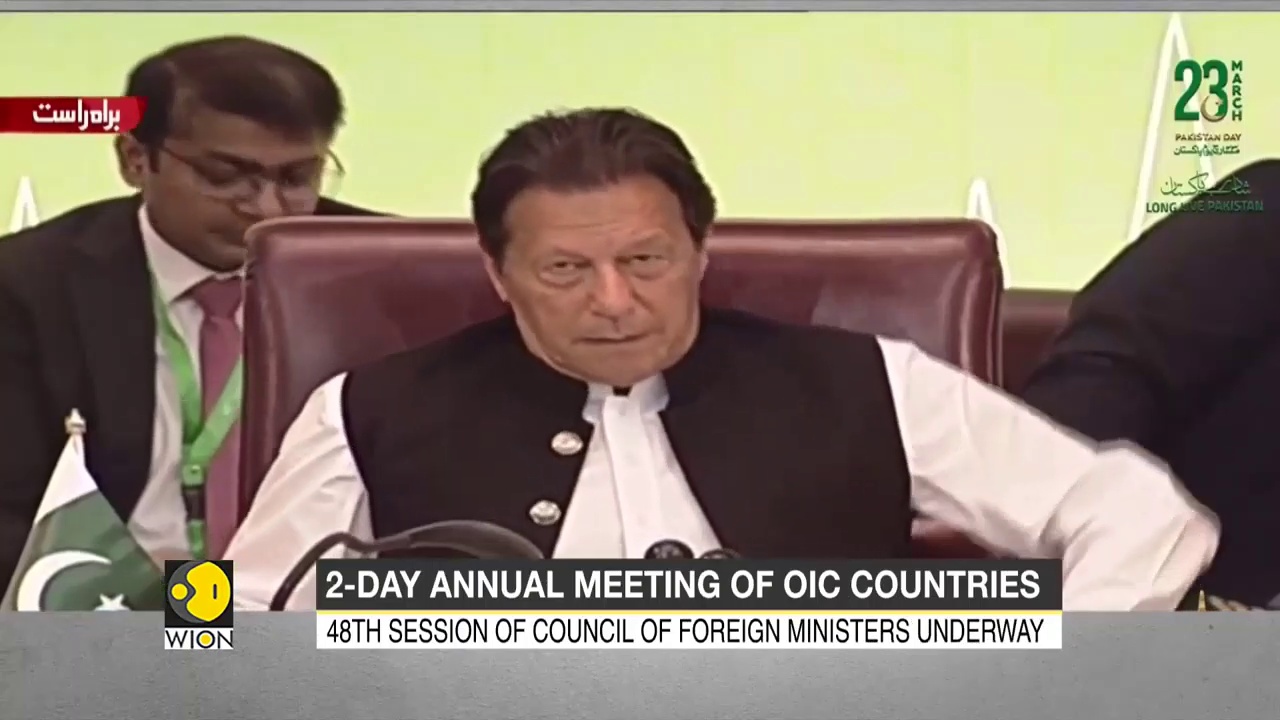 براہ راست
23
MARCH
PAKISTAN DAY
LONG LIVE PAKISTAN
WION
2-DAY ANNUAL MEETING OF OIC COUNTRIES
48TH SESSION OF COUNCIL OF FOREIGN MINISTERS UNDERWAY